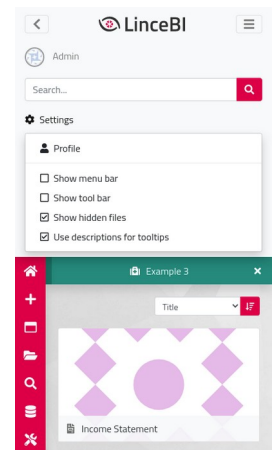 LinceBI
Admin
Search...
Settings
Profile
Show menu bar
Show tool bar
Show hidden files
Use descriptions for tooltips
Example 3
Title
Income Statement